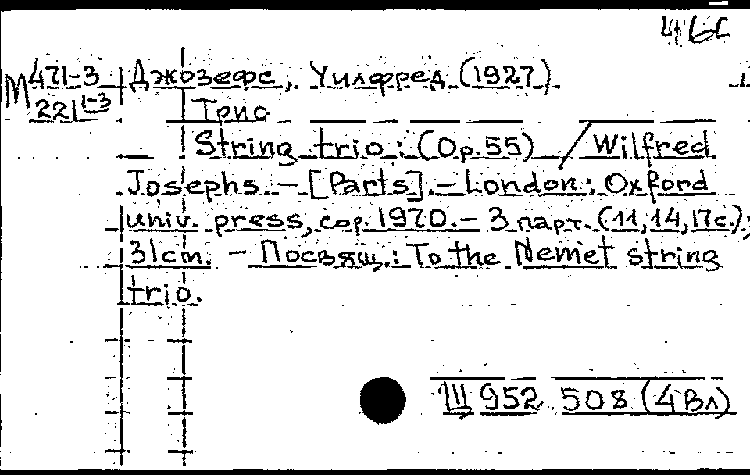 46с
М 471-3 Джозефс, Уилфред (1927)
221 1-3 Трио
String trio : (Op. 55) / Wilfred
Josephs. – [Parts]. – London : Oxford
univ. press, cop. 1970. – 3 парт. (11, 14, 17 с.);
31 cm. – Посвящ.: To the Nemet string
trio.
Ш 952 508 (4 Вл)